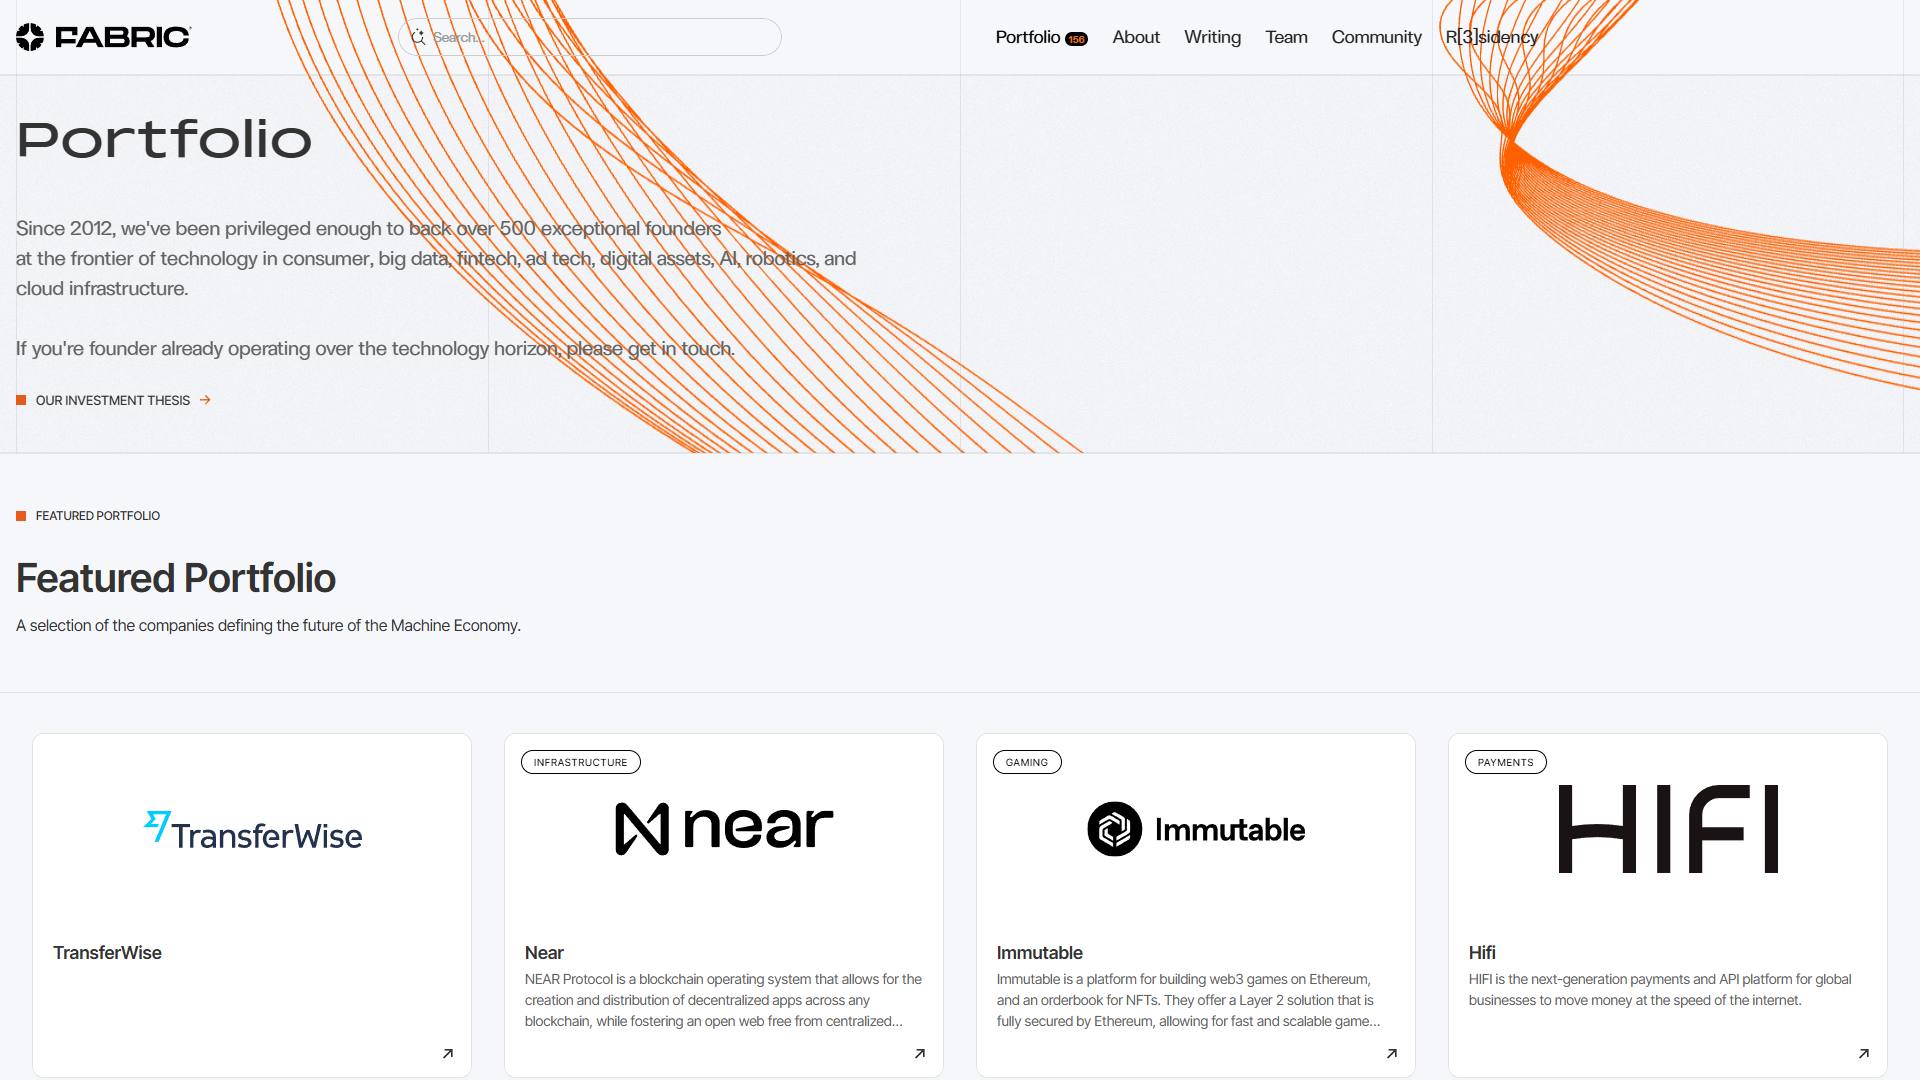 FABRIC
Search...
Portfolio 156
About
Writing
Team
Community
R[3]sidency
Portfolio
Since 2012, we've been privileged enough to back over 500 exceptional founders
at the frontier of technology in consumer, big data, fintech, ad tech, digital assets, AI, robotics, and
cloud infrastructure.
If you're founder already operating over the technology horizon, please get in touch.
OUR INVESTMENT THESIS →
FEATURED PORTFOLIO
Featured Portfolio
A selection of the companies defining the future of the Machine Economy.
TransferWise
TransferWise
INFRASTRUCTURE
near
Near
NEAR Protocol is a blockchain operating system that allows for the
creation and distribution of decentralized apps across any
blockchain, while fostering an open web free from centralized...
GAMING
Immutable
Immutable
Immutable is a platform for building web3 games on Ethereum,
and an orderbook for NFTs. They offer a Layer 2 solution that is
fully secured by Ethereum, allowing for fast and scalable game...
PAYMENTS
HIFI
Hifi
HIFI is the next-generation payments and API platform for global
businesses to move money at the speed of the internet.